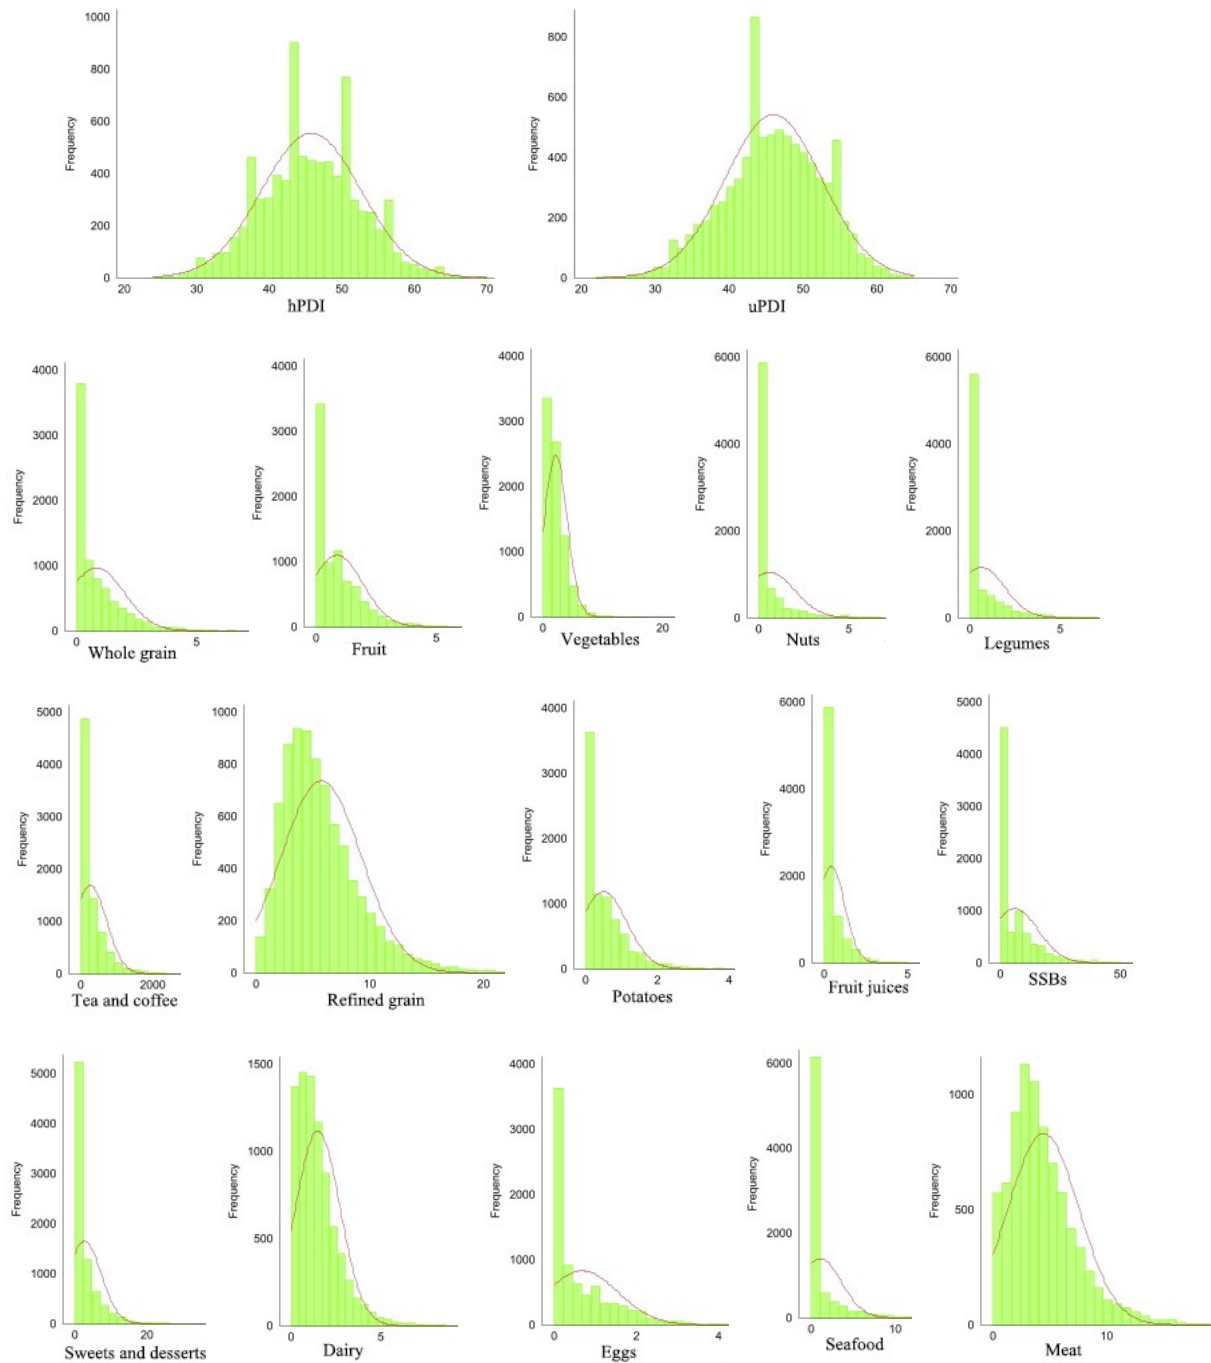 1000
800
600
400
200
0
Frequency
20 30 40 50 60 70
hPDI
800
600
400
200
0
Frequency
20 30 40 50 60 70
uPDI
4000
3000
2000
1000
0
Frequency
0 5
Whole grain
4000
3000
2000
1000
0
Frequency
0 5
Fruit
4000
3000
2000
1000
0
Frequency
0 20
Vegetables
6000
4000
2000
0
Frequency
0 5
Nuts
6000
4000
2000
0
Frequency
0 5
Legumes
5000
4000
3000
2000
1000
0
Frequency
0 2000
Tea and coffee
1000
800
600
400
200
0
Frequency
0 10 20
Refined grain
4000
3000
2000
1000
0
Frequency
0 2 4
Potatoes
6000
4000
2000
0
Frequency
0 5
Fruit juices
5000
4000
3000
2000
1000
0
Frequency
0 50
SSBs
5000
4000
3000
2000
1000
0
Frequency
0 20
Sweets and desserts
1500
1000
500
0
Frequency
0 5
Dairy
4000
3000
2000
1000
0
Frequency
0 2 4
Eggs
6000
4000
2000
0
Frequency
0 10
Seafood
1000
500
0
Frequency
0 10
Meat